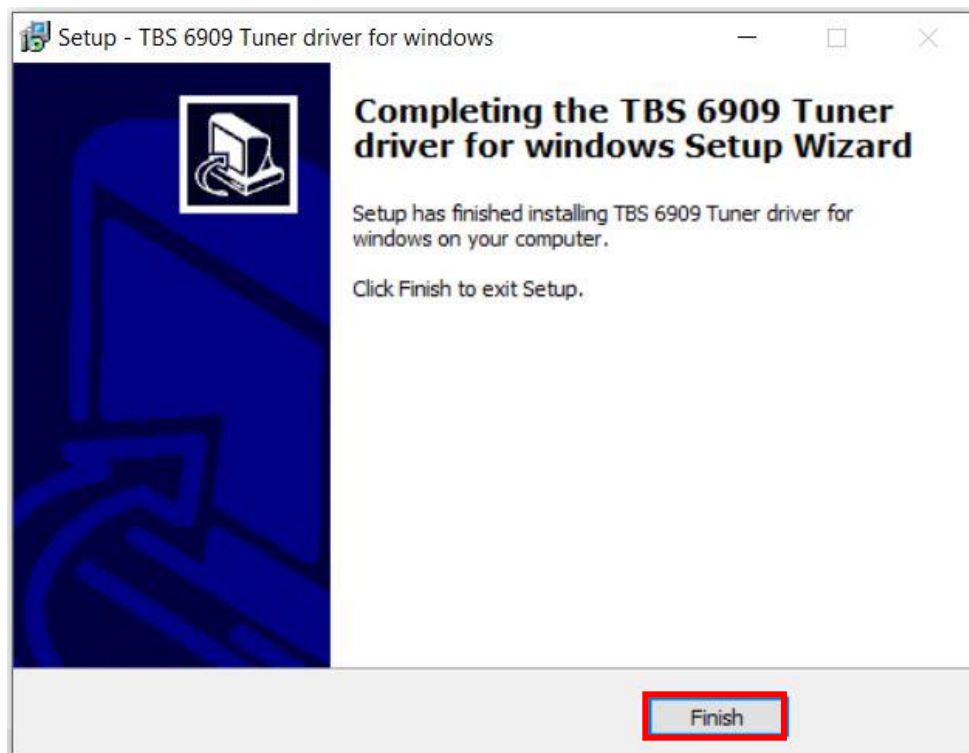 Setup - TBS 6909 Tuner driver for windows
Completing the TBS 6909 Tuner
driver for windows Setup Wizard
Setup has finished installing TBS 6909 Tuner driver for
windows on your computer.
Click Finish to exit Setup.
Finish